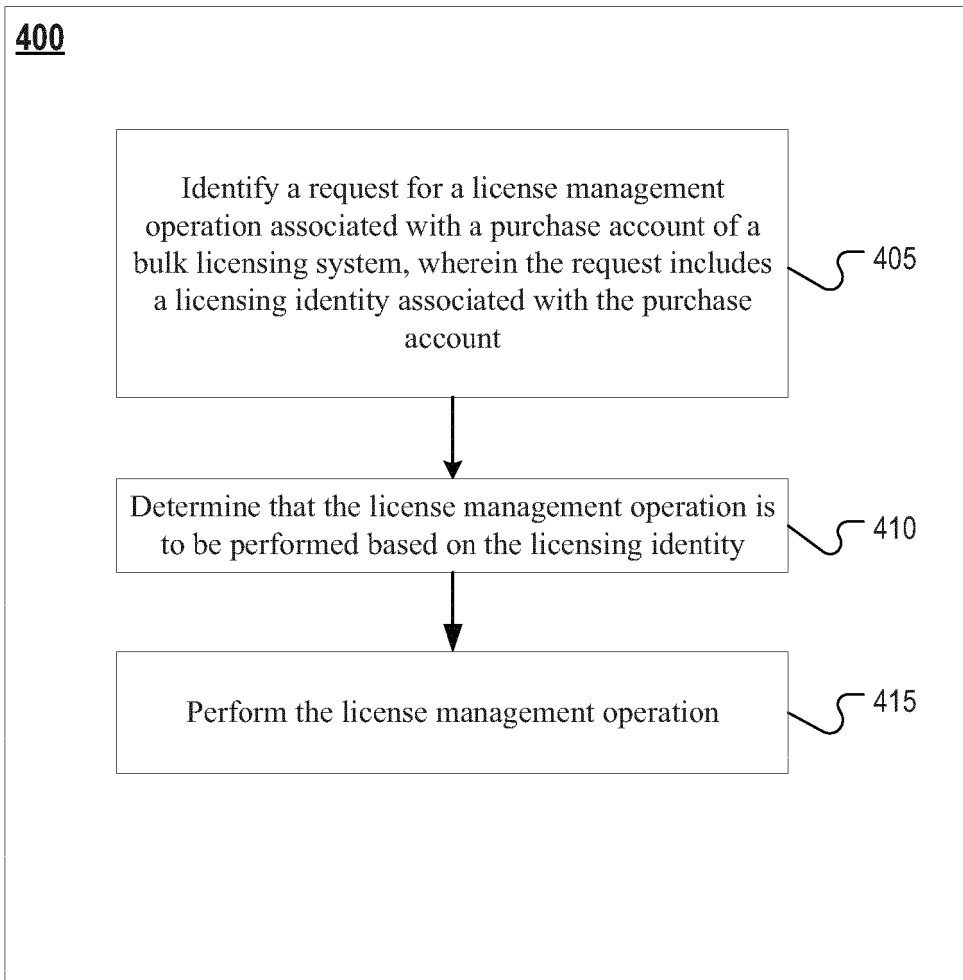 400
Identify a request for a license management
operation associated with a purchase account of a
bulk licensing system, wherein the request includes
a licensing identity associated with the purchase
account
405
Determine that the license management operation is
to be performed based on the licensing identity
410
Perform the license management operation
415